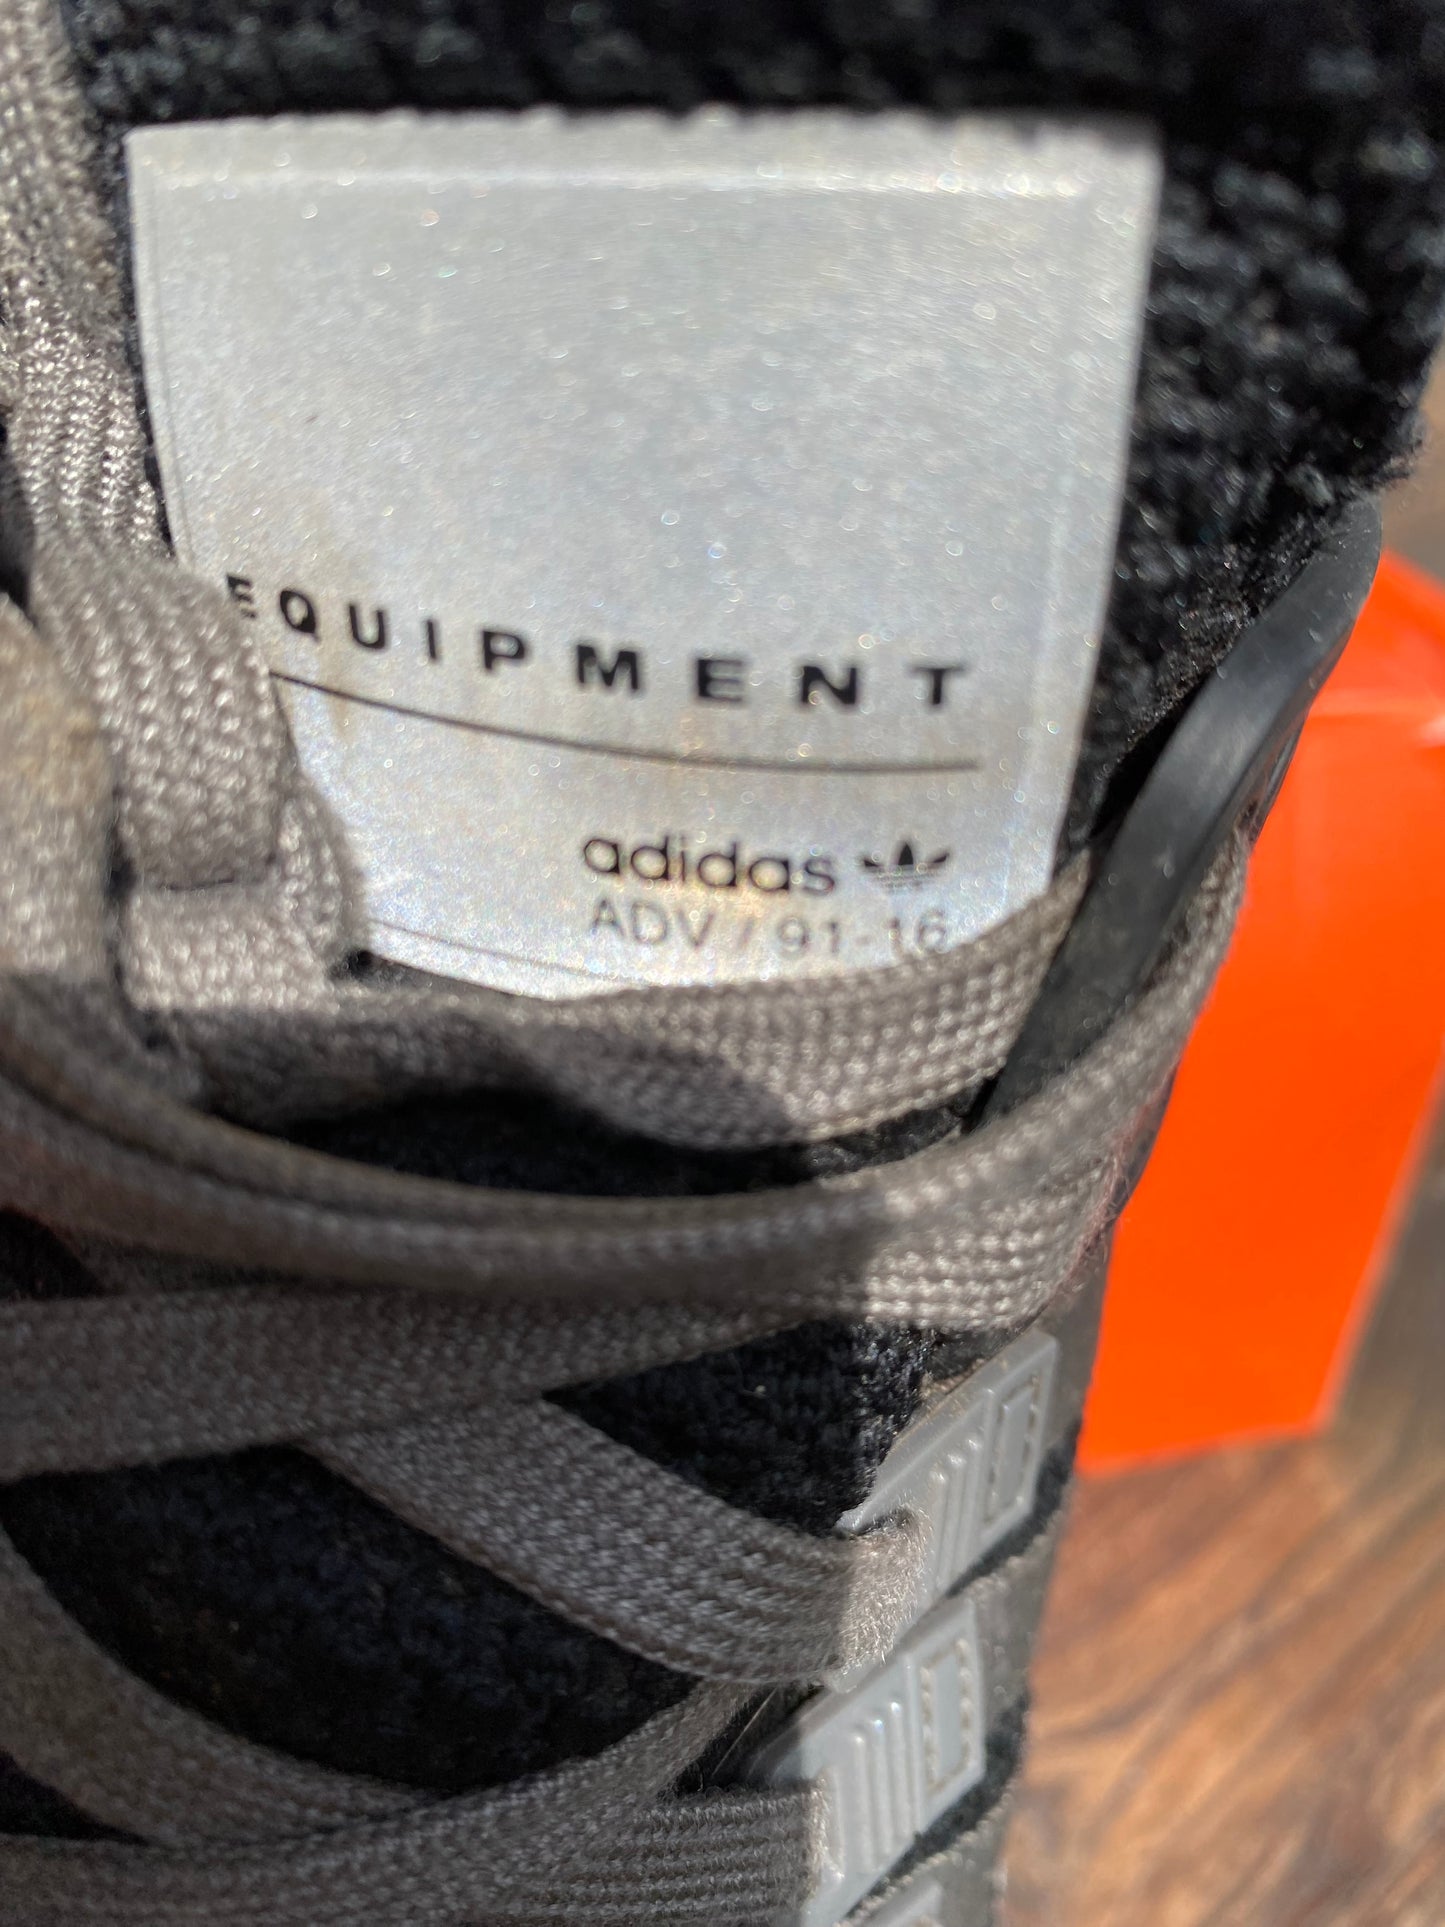 EQUIPMENT
adidas
ADV / 91-16